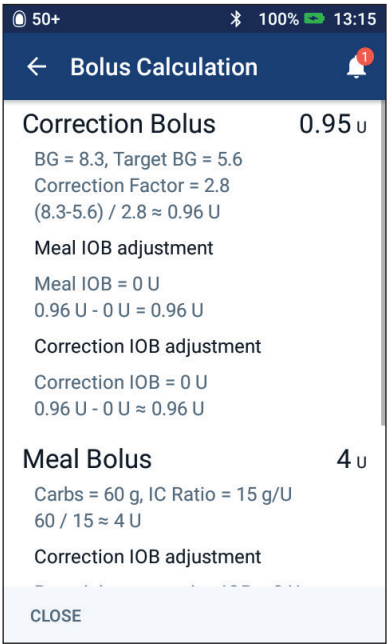 50+ 100% 13:15
Bolus Calculation 1
Correction Bolus 0.95 U
BG = 8.3, Target BG = 5.6
Correction Factor = 2.8
(8.3-5.6) / 2.8 ≈ 0.96 U
Meal IOB adjustment
Meal IOB = 0 U
0.96 U - 0 U = 0.96 U
Correction IOB adjustment
Correction IOB = 0 U
0.96 U - 0 U ≈ 0.96 U
Meal Bolus 4 U
Carbs = 60 g, IC Ratio = 15 g/U
60 / 15 ≈ 4 U
Correction IOB adjustment
CLOSE